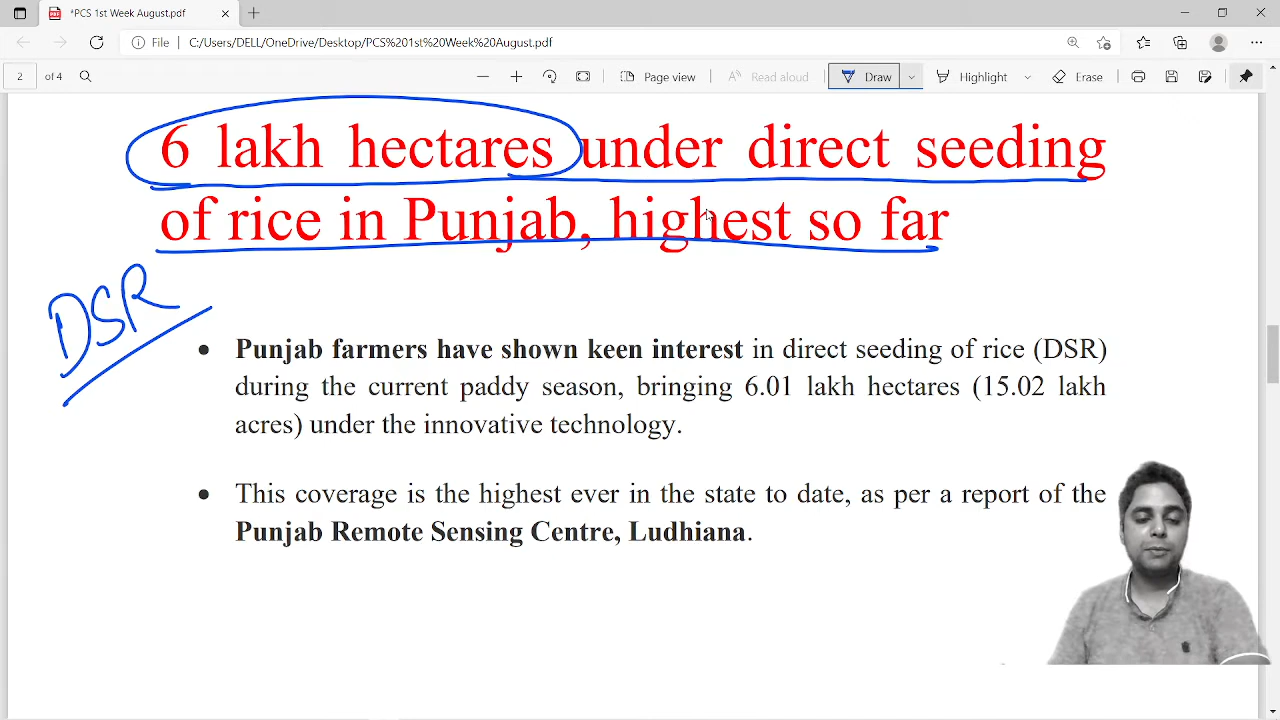 *PCS 1st Week August.pdf
File C:/Users/DELL/OneDrive/Desktop/PCS%201st%20Week%20August.pdf
2 of 4 Page view Read aloud Draw Highlight Erase
6 lakh hectares under direct seeding
of rice in Punjab, highest so far
DSR
• Punjab farmers have shown keen interest in direct seeding of rice (DSR)
during the current paddy season, bringing 6.01 lakh hectares (15.02 lakh
acres) under the innovative technology.
• This coverage is the highest ever in the state to date, as per a report of the
Punjab Remote Sensing Centre, Ludhiana.